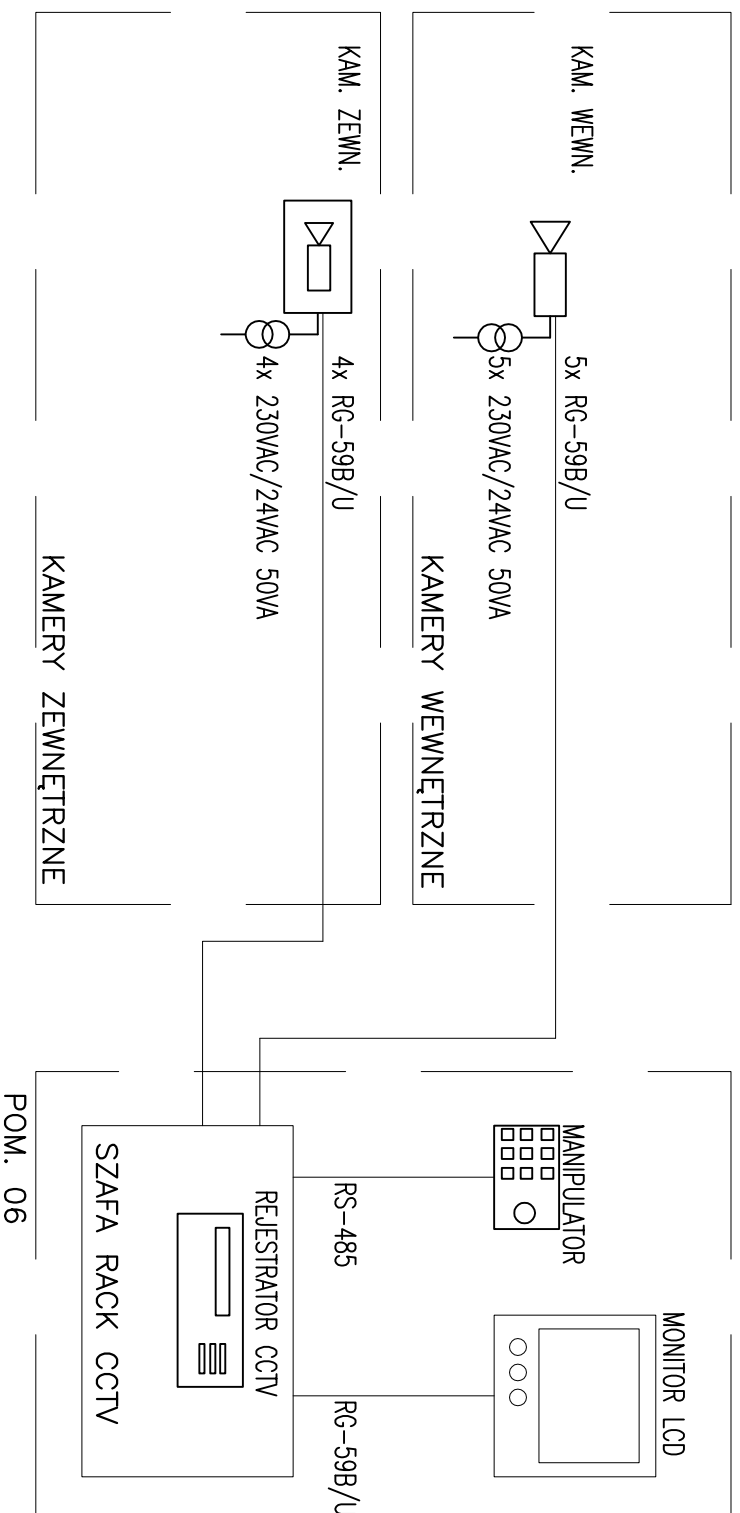 KAM. WEWN.
5x RG-59B/U
5x 230VAC/24VAC 50VA
KAMERY WEWNĘTRZNE
KAM. ZEWN.
4x RG-59B/U
4x 230VAC/24VAC 50VA
KAMERY ZEWNĘTRZNE
MONITOR LCD
MANIPULATOR
RS-485
RG-59B/U
REJESTRATOR CCTV
SZAFA RACK CCTV
POM. 06